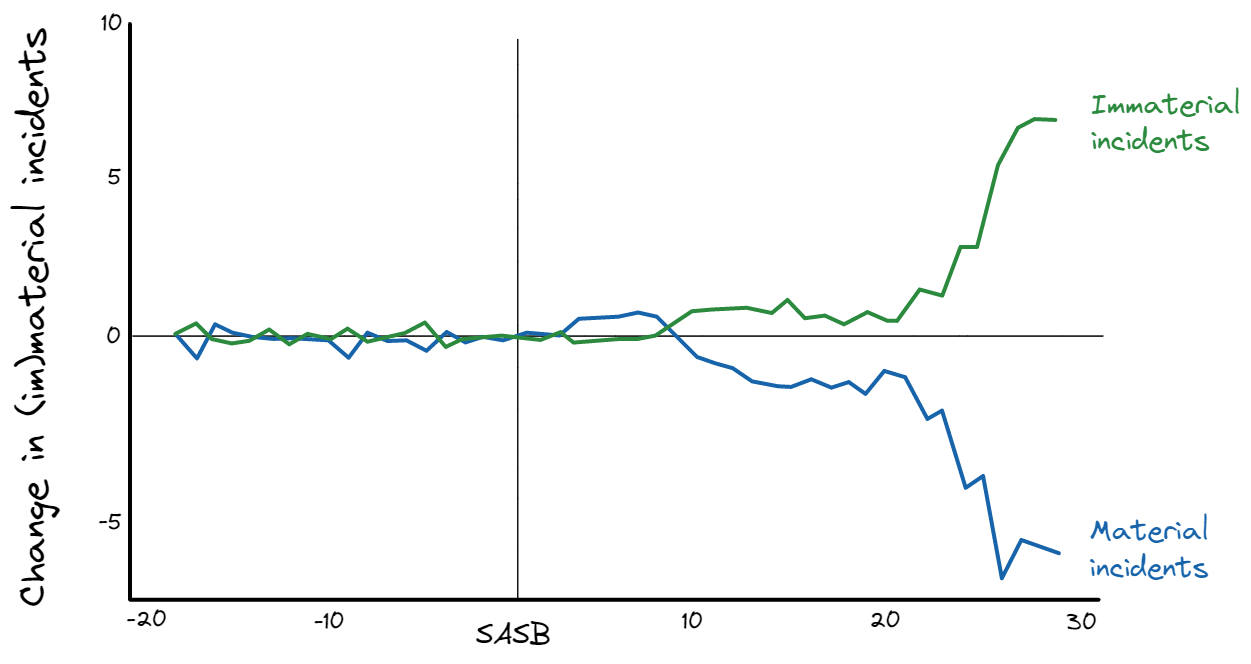 10
Change in (im)material incidents
Immaterial
incidents
5
0
-5
Material
incidents
-20
-10
SASB
10
20
30